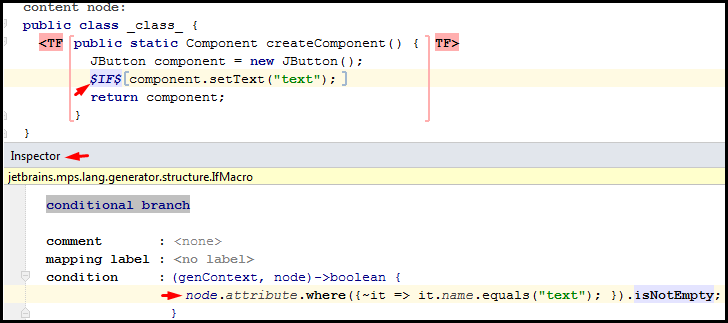 content node:
public class _class_ {
<TF [ public static Component createComponent() { ] TF>
JButton component = new JButton();
$IF$[component.setText("text"); ]
return component;
}
}
Inspector
jetbrains.mps.lang.generator.structure.IfMacro
conditional branch
comment : <none>
mapping label : <no label>
condition : (genContext, node)->boolean {
node.attribute.where({~it => it.name.equals("text"); }).isNotEmpty;
}